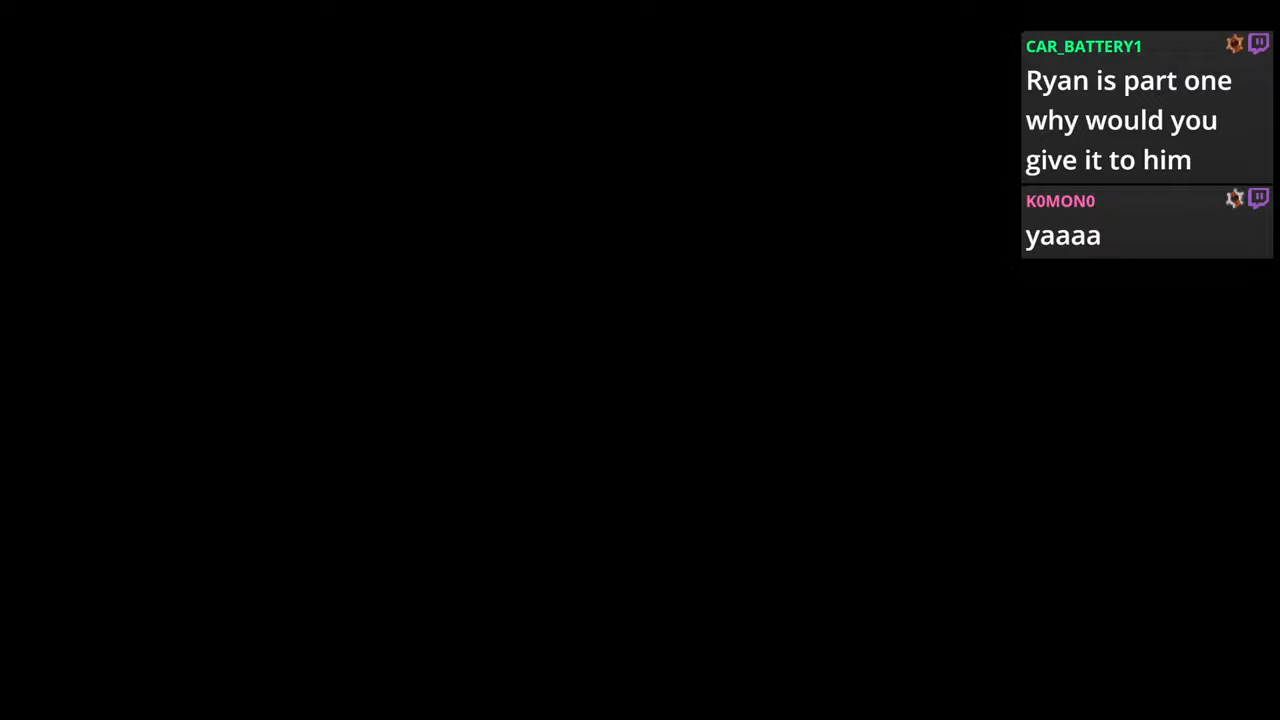 CAR_BATTERY1
Ryan is part one
why would you
give it to him
K0MON0
yaaaa